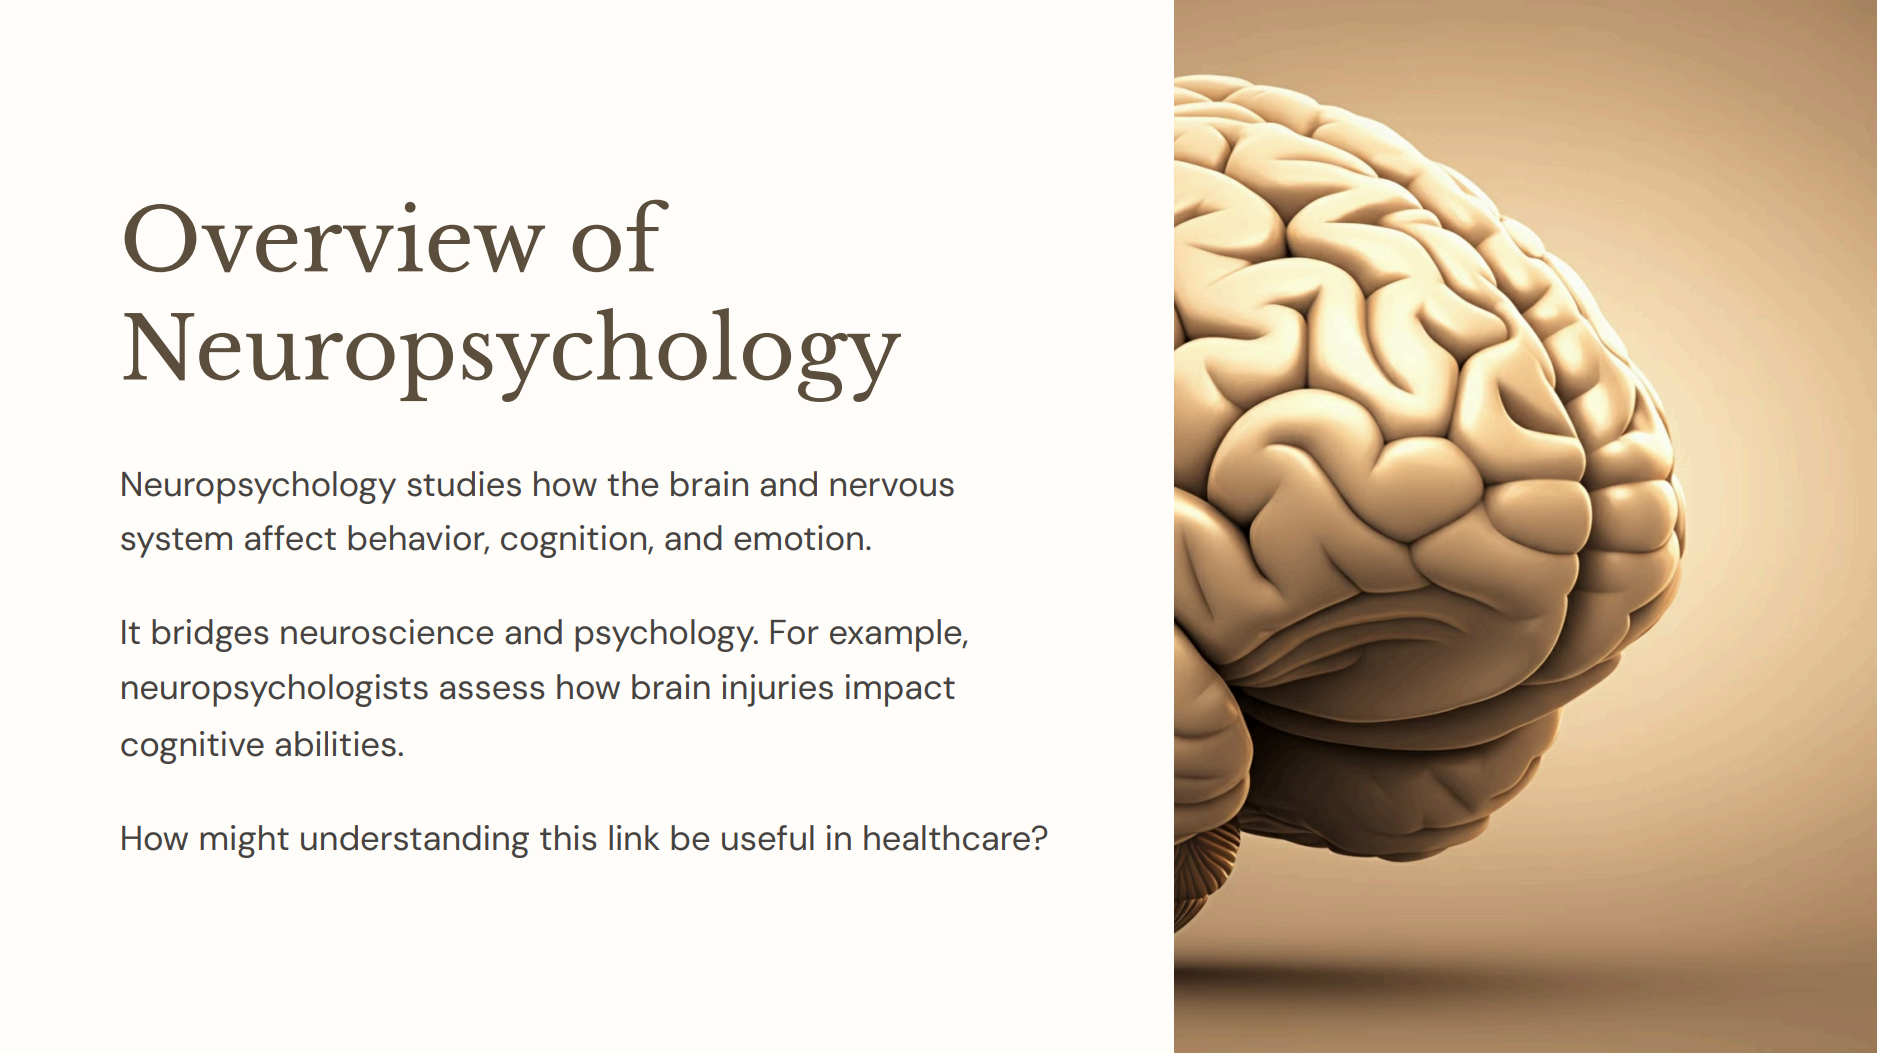 Overview of
Neuropsychology
Neuropsychology studies how the brain and nervous
system affect behavior, cognition, and emotion.
It bridges neuroscience and psychology. For example,
neuropsychologists assess how brain injuries impact
cognitive abilities.
How might understanding this link be useful in healthcare?